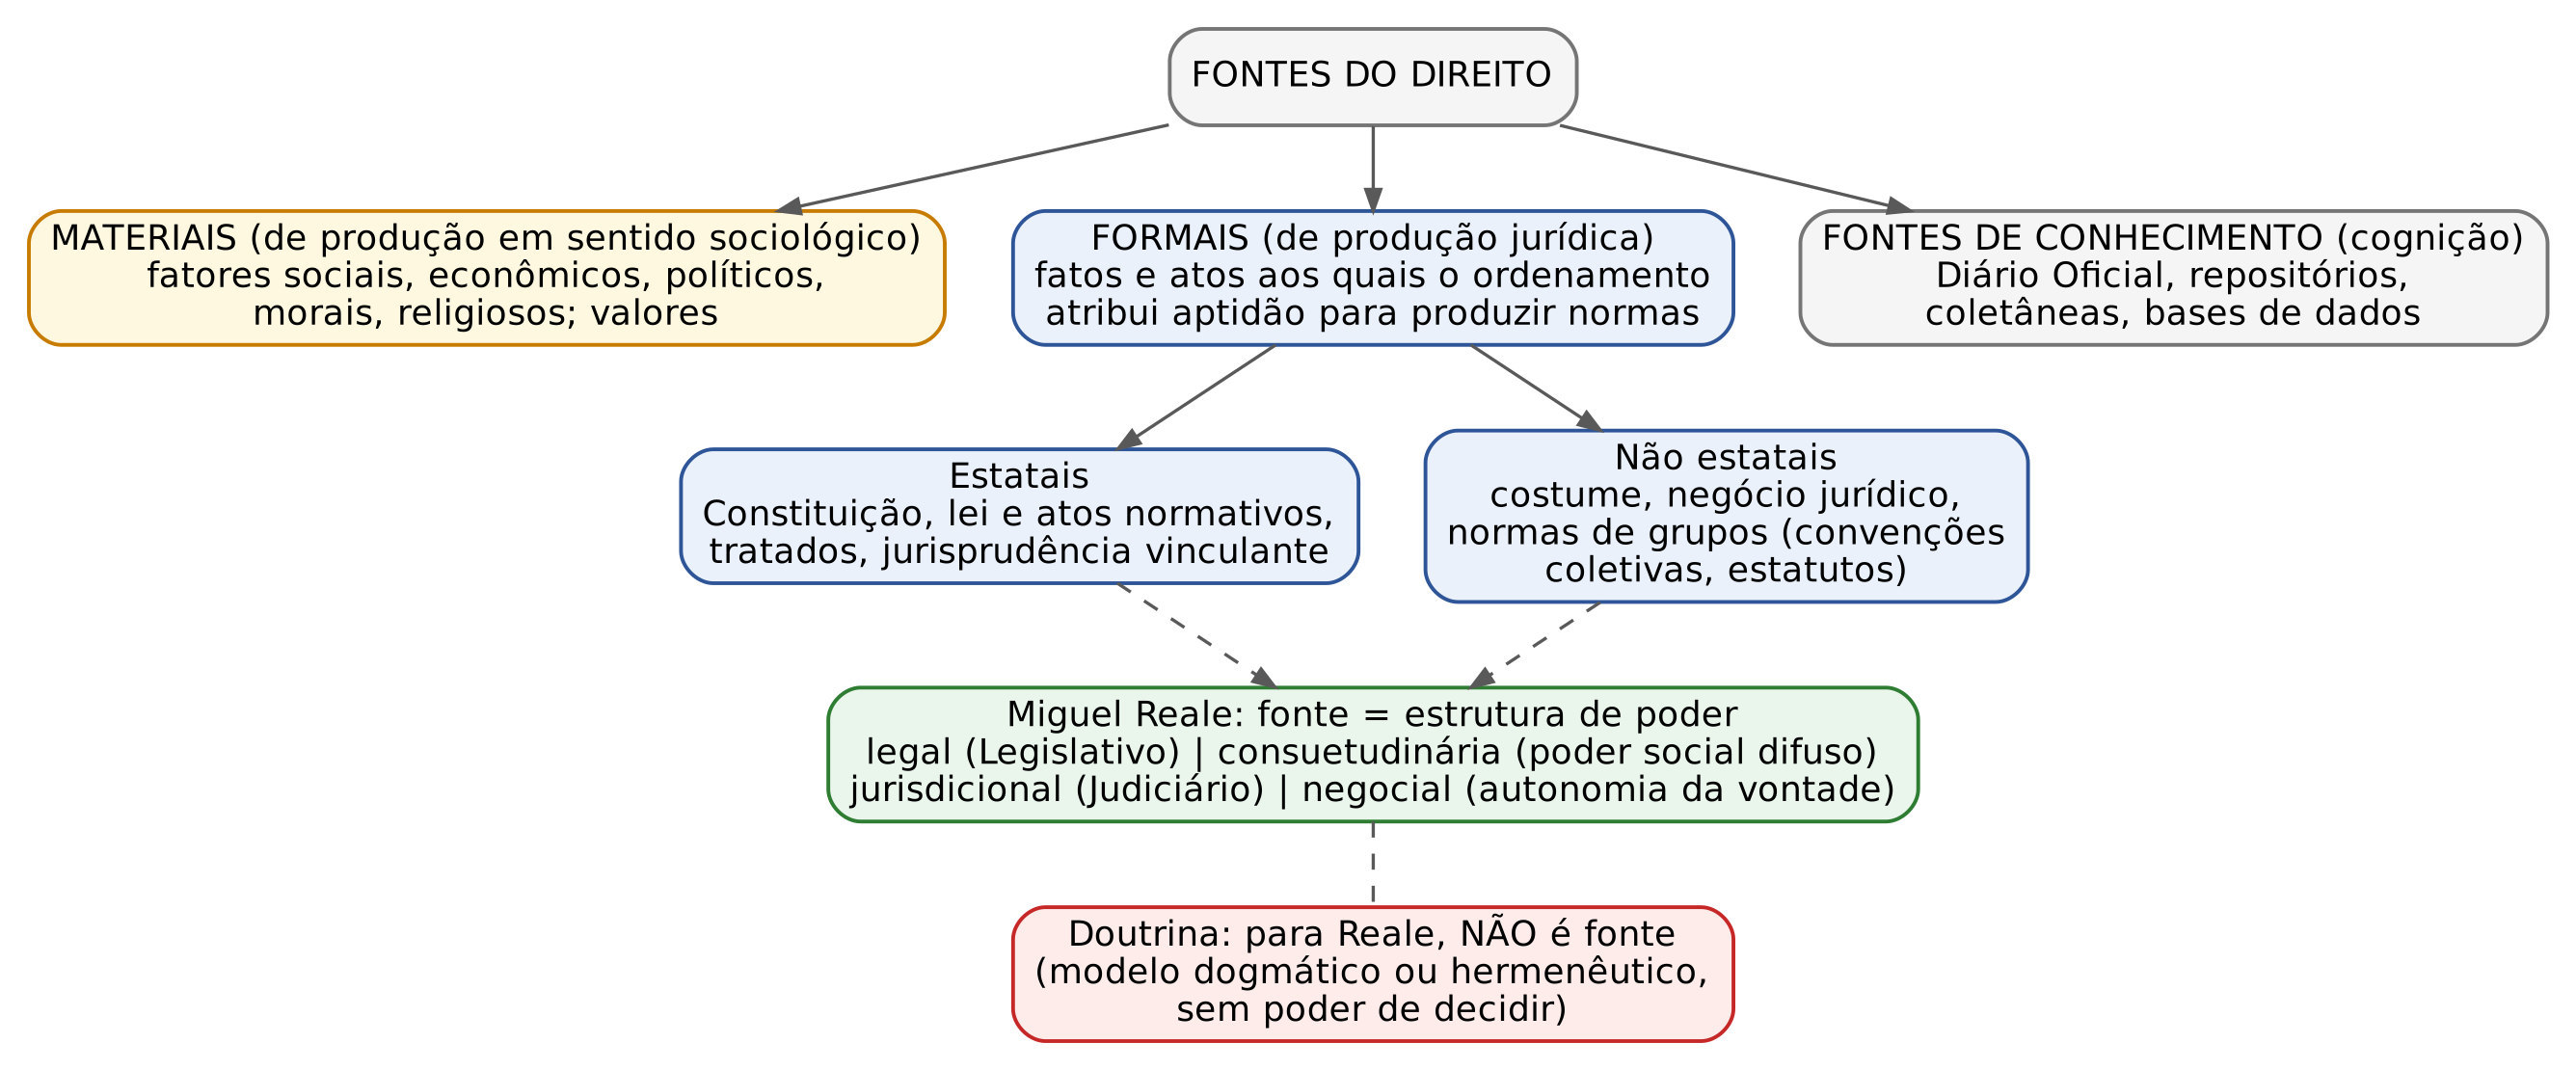 FONTES DO DIREITO
MATERIAIS (de produção em sentido sociológico)
fatores sociais, econômicos, políticos,
morais, religiosos; valores
FORMAIS (de produção jurídica)
fatos e atos aos quais o ordenamento
atribui aptidão para produzir normas
FONTES DE CONHECIMENTO (cognição)
Diário Oficial, repositórios,
coletâneas, bases de dados
Estatais
Constituição, lei e atos normativos,
tratados, jurisprudência vinculante
Não estatais
costume, negócio jurídico,
normas de grupos (convenções
coletivas, estatutos)
Miguel Reale: fonte = estrutura de poder
legal (Legislativo) | consuetudinária (poder social difuso)
jurisdicional (Judiciário) | negocial (autonomia da vontade)
Doutrina: para Reale, NÃO é fonte
(modelo dogmático ou hermenêutico,
sem poder de decidir)